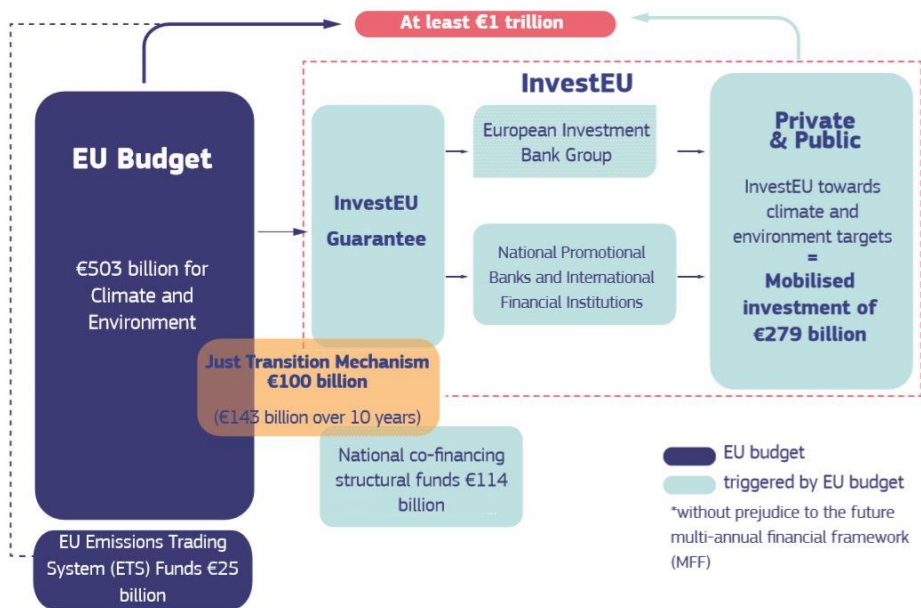 At least €1 trillion
EU Budget
€503 billion for
Climate and
Environment
InvestEU
InvestEU
Guarantee
European Investment
Bank Group
National Promotional
Banks and International
Financial Institutions
Private
& Public
InvestEU towards
climate and
environment targets
=
Mobilised
investment of
€279 billion
Just Transition Mechanism
€100 billion
(€143 billion over 10 years)
National co-financing
structural funds €114
billion
EU Emissions Trading
System (ETS) Funds €25
billion
EU budget
triggered by EU budget
*without prejudice to the future
multi-annual financial framework
(MFF)